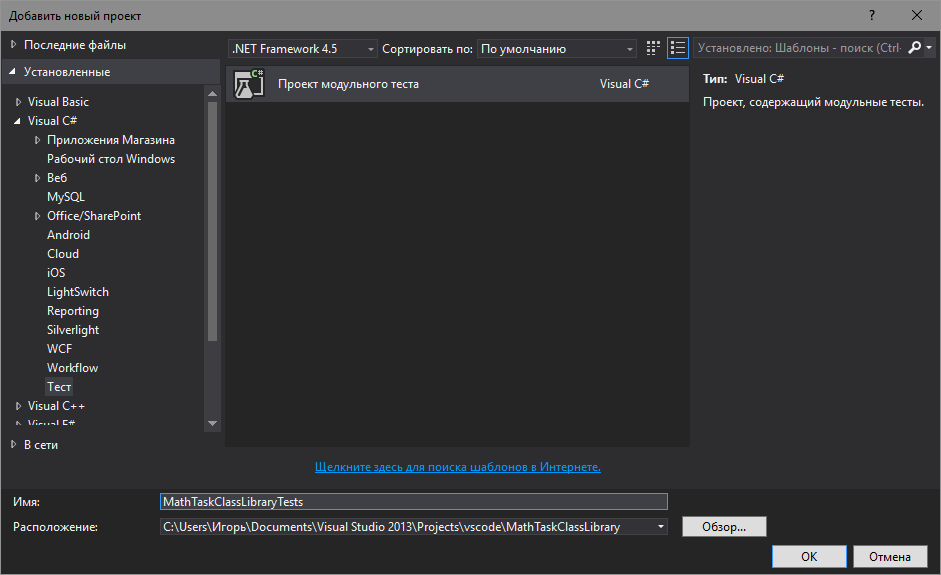 Добавить новый проект
?
Последние файлы
.NET Framework 4.5
Сортировать по:
По умолчанию
Установлено: Шаблоны - поиск (Ctrl-
Установленные
Visual Basic
Visual C#
Приложения Магазина
Рабочий стол Windows
Веб
MySQL
Office/SharePoint
Android
Cloud
iOS
LightSwitch
Reporting
Silverlight
WCF
Workflow
Тест
Visual C++
Visual F#
В сети
C#
Проект модульного теста
Visual C#
Тип: Visual C#
Проект, содержащий модульные тесты.
Щелкните здесь для поиска шаблонов в Интернете.
Имя:
MathTaskClassLibraryTests
Расположение:
C:\Users\Игорь\Documents\Visual Studio 2013\Projects\vscode\MathTaskClassLibrary
Обзор...
ОК
Отмена